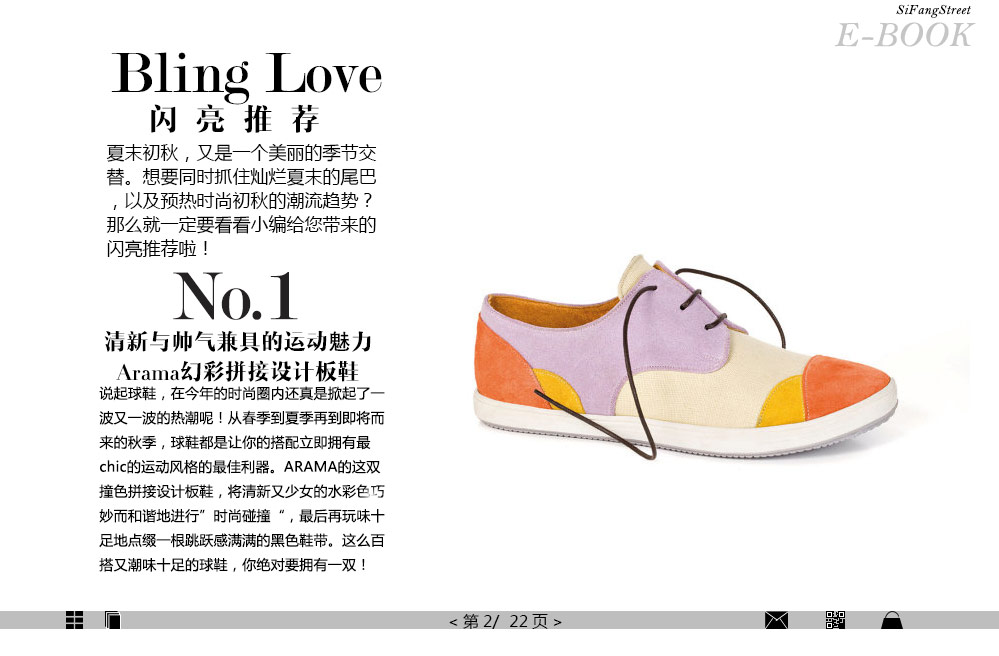 SiFangStreet
E-BOOK
Bling Love
闪亮推荐
夏末初秋，又是一个美丽的季节交
替。想要同时抓住灿烂夏末的尾巴
，以及预热时尚初秋的潮流趋势？
那么就一定要看看小编给您带来的
闪亮推荐啦！
No.1
清新与帅气兼具的运动魅力
Arama幻彩拼接设计板鞋
说起球鞋，在今年的时尚圈内还真是掀起了一
波又一波的热潮呢！从春季到夏季再到即将而
来的秋季，球鞋都是让你的搭配立即拥有最
chic的运动风格的最佳利器。ARAMA的这双
撞色拼接设计板鞋，将清新又少女的水彩色巧
妙而和谐地进行”时尚碰撞“，最后再玩味十
足地点缀一根跳跃感满满的黑色鞋带。这么百
搭又潮味十足的球鞋，你绝对要拥有一双！
< 第 2/ 22 页 >